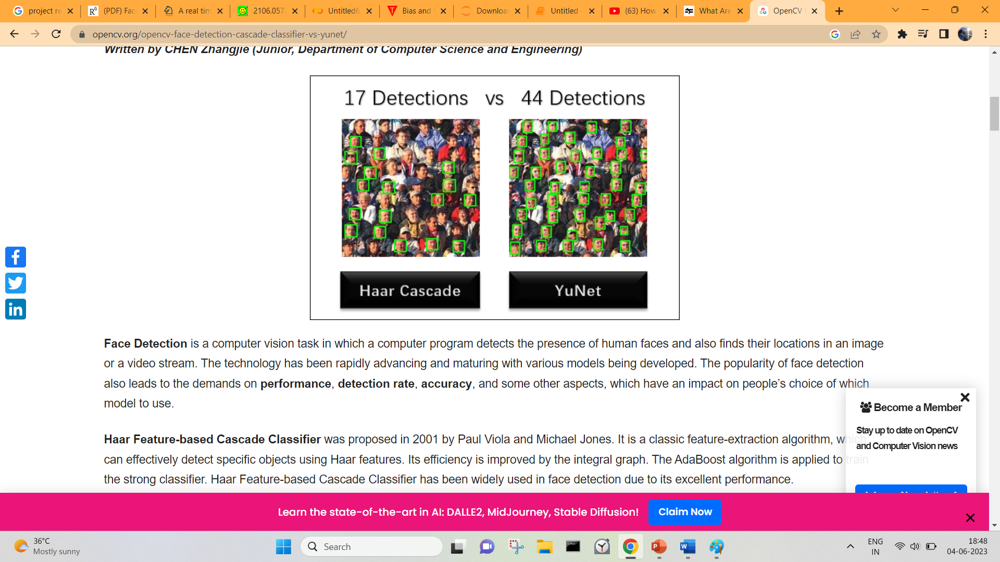 project re
(PDF) Fac
A real tim
2106.057
Untitled6
Bias and
Downloa
Untitled
(63) How
What Are
OpenCV
opencv.org/opencv-face-detection-cascade-classifier-vs-yunet/
Written by CHEN Zhangjie (Junior, Department of Computer Science and Engineering)
17 Detections vs 44 Detections
Haar Cascade
YuNet
Face Detection is a computer vision task in which a computer program detects the presence of human faces and also finds their locations in an image
or a video stream. The technology has been rapidly advancing and maturing with various models being developed. The popularity of face detection
also leads to the demands on performance, detection rate, accuracy, and some other aspects, which have an impact on people’s choice of which
model to use.
Haar Feature-based Cascade Classifier was proposed in 2001 by Paul Viola and Michael Jones. It is a classic feature-extraction algorithm, which
can effectively detect specific objects using Haar features. Its efficiency is improved by the integral graph. The AdaBoost algorithm is applied to train
the strong classifier. Haar Feature-based Cascade Classifier has been widely used in face detection due to its excellent performance.
Become a Member
Stay up to date on OpenCV
and Computer Vision news
Learn the state-of-the-art in AI: DALLE2, MidJourney, Stable Diffusion!
Claim Now
36°C
Mostly sunny
Search
ENG
IN
18:48
04-06-2023